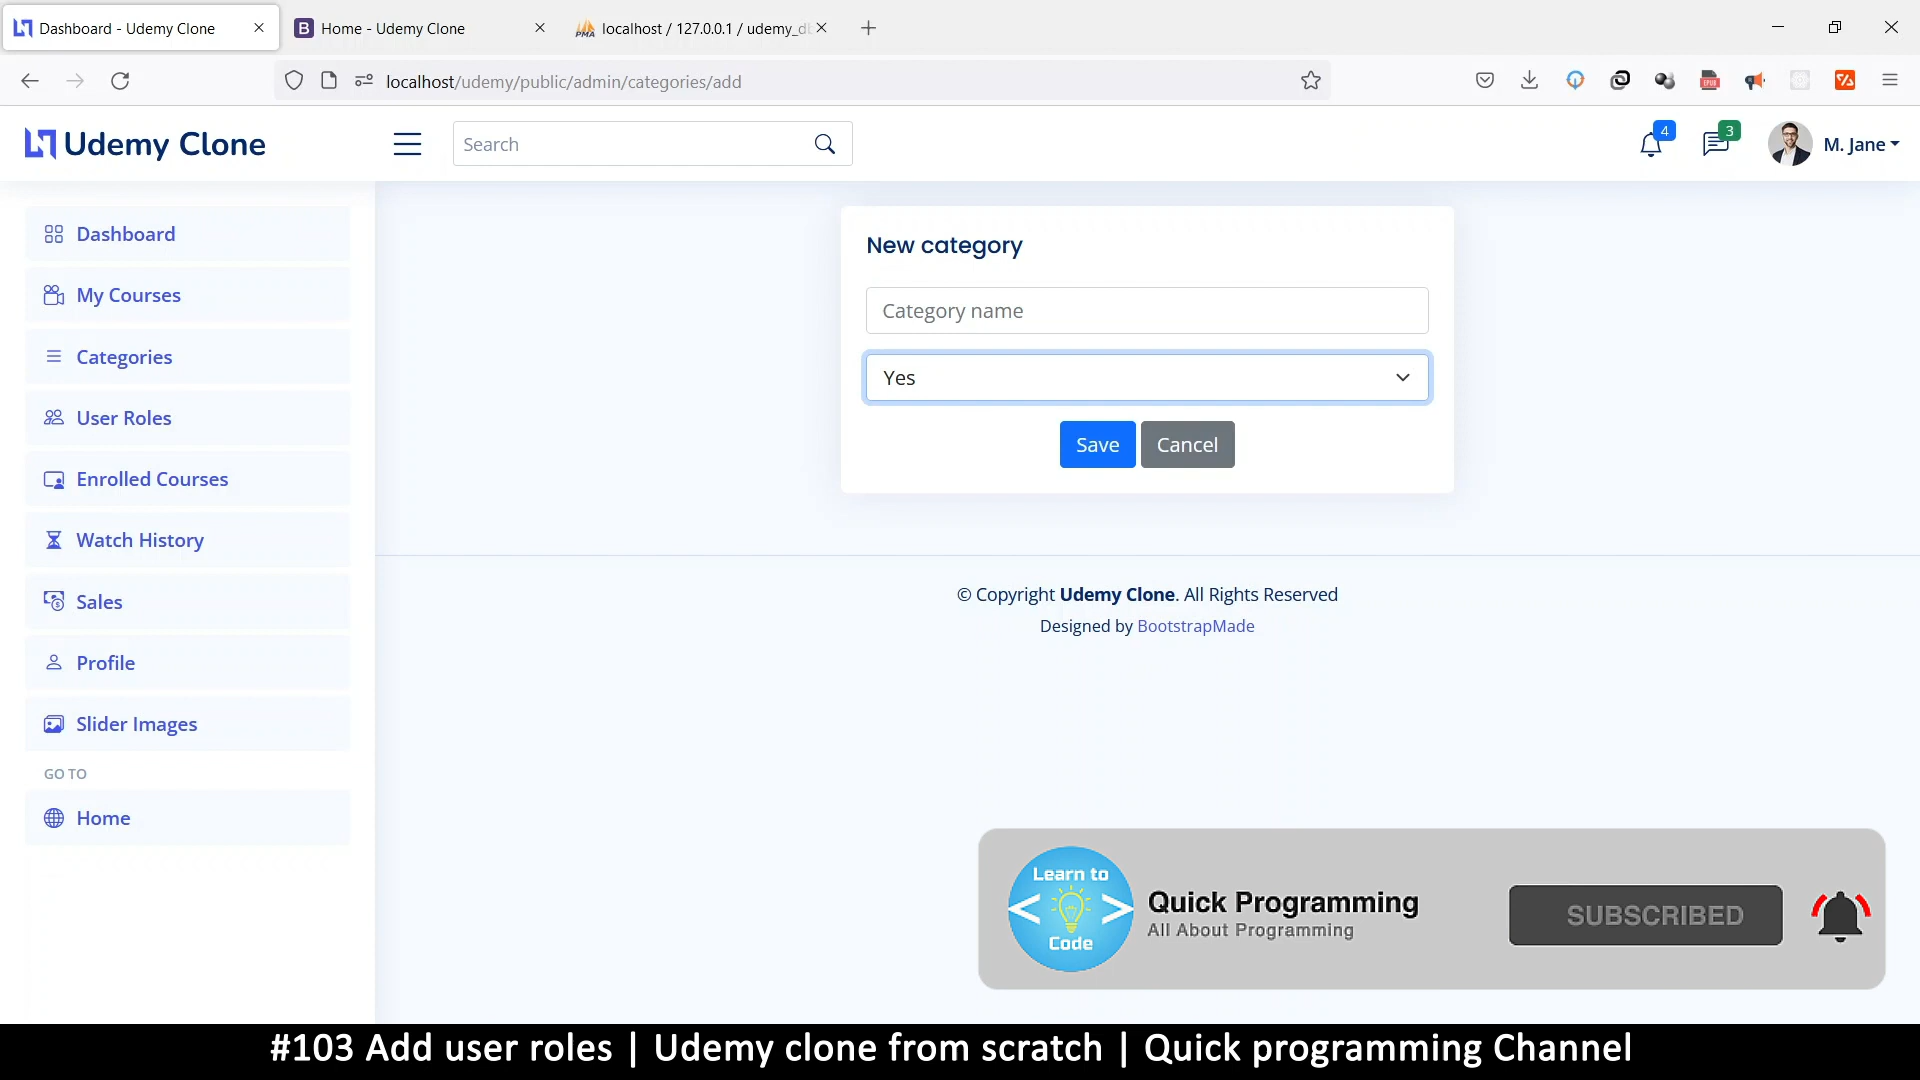 Dashboard - Udemy Clone
Home - Udemy Clone
localhost / 127.0.0.1 / udemy_d
localhost/udemy/public/admin/categories/add
Udemy Clone
Search
4
3
M. Jane
Dashboard
My Courses
Categories
User Roles
Enrolled Courses
Watch History
Sales
Profile
Slider Images
GO TO
Home
New category
Category name
Yes
Save
Cancel
© Copyright Udemy Clone. All Rights Reserved
Designed by BootstrapMade
Learn to
Code
Quick Programming
All About Programming
SUBSCRIBED
#103 Add user roles | Udemy clone from scratch | Quick programming Channel